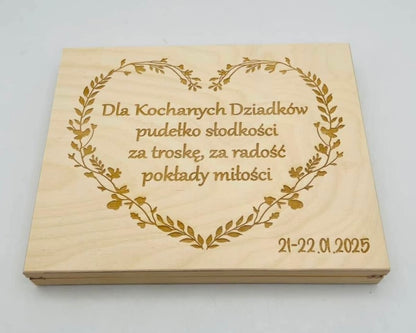 Dla Kochanych Dziadków
pudełko słodkości
za troskę, za radość
pokłady miłości
21-22.01.2025